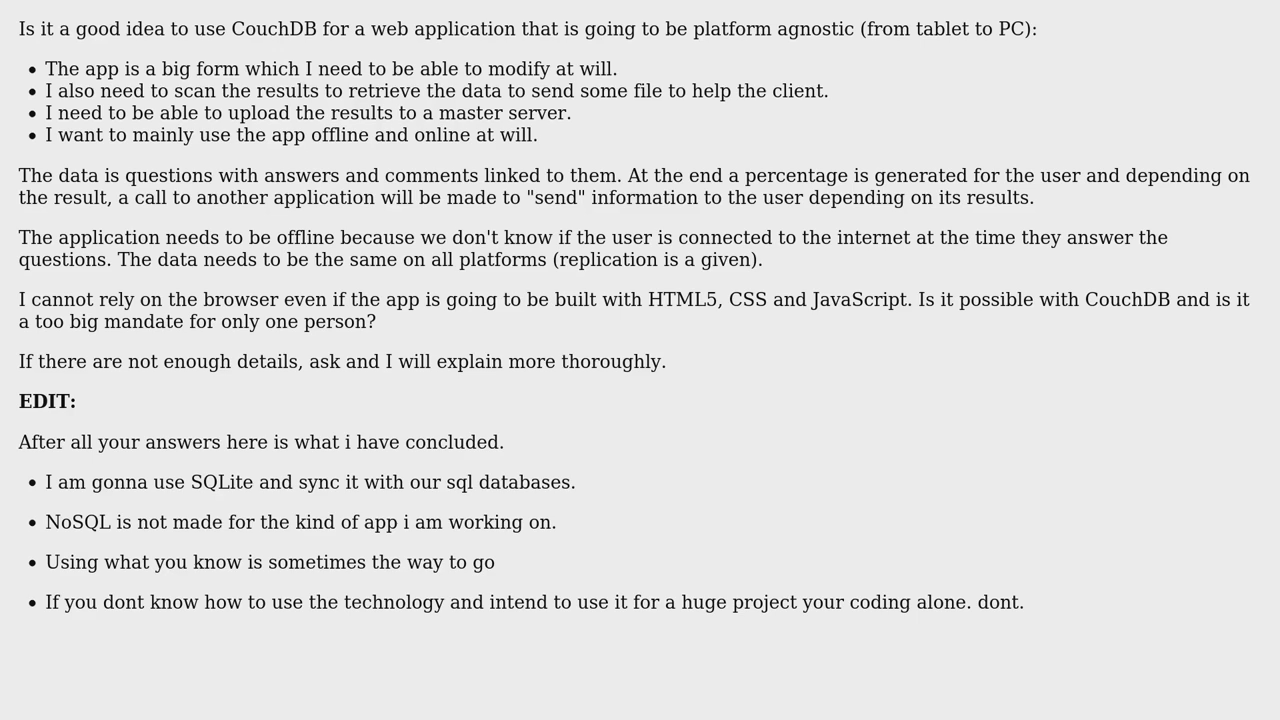 Is it a good idea to use CouchDB for a web application that is going to be platform agnostic (from tablet to PC):
• The app is a big form which I need to be able to modify at will.
• I also need to scan the results to retrieve the data to send some file to help the client.
• I need to be able to upload the results to a master server.
• I want to mainly use the app offline and online at will.
The data is questions with answers and comments linked to them. At the end a percentage is generated for the user and depending on
the result, a call to another application will be made to "send" information to the user depending on its results.
The application needs to be offline because we don't know if the user is connected to the internet at the time they answer the
questions. The data needs to be the same on all platforms (replication is a given).
I cannot rely on the browser even if the app is going to be built with HTML5, CSS and JavaScript. Is it possible with CouchDB and is it
a too big mandate for only one person?
If there are not enough details, ask and I will explain more thoroughly.
EDIT:
After all your answers here is what i have concluded.
• I am gonna use SQLite and sync it with our sql databases.
• NoSQL is not made for the kind of app i am working on.
• Using what you know is sometimes the way to go
• If you dont know how to use the technology and intend to use it for a huge project your coding alone. dont.